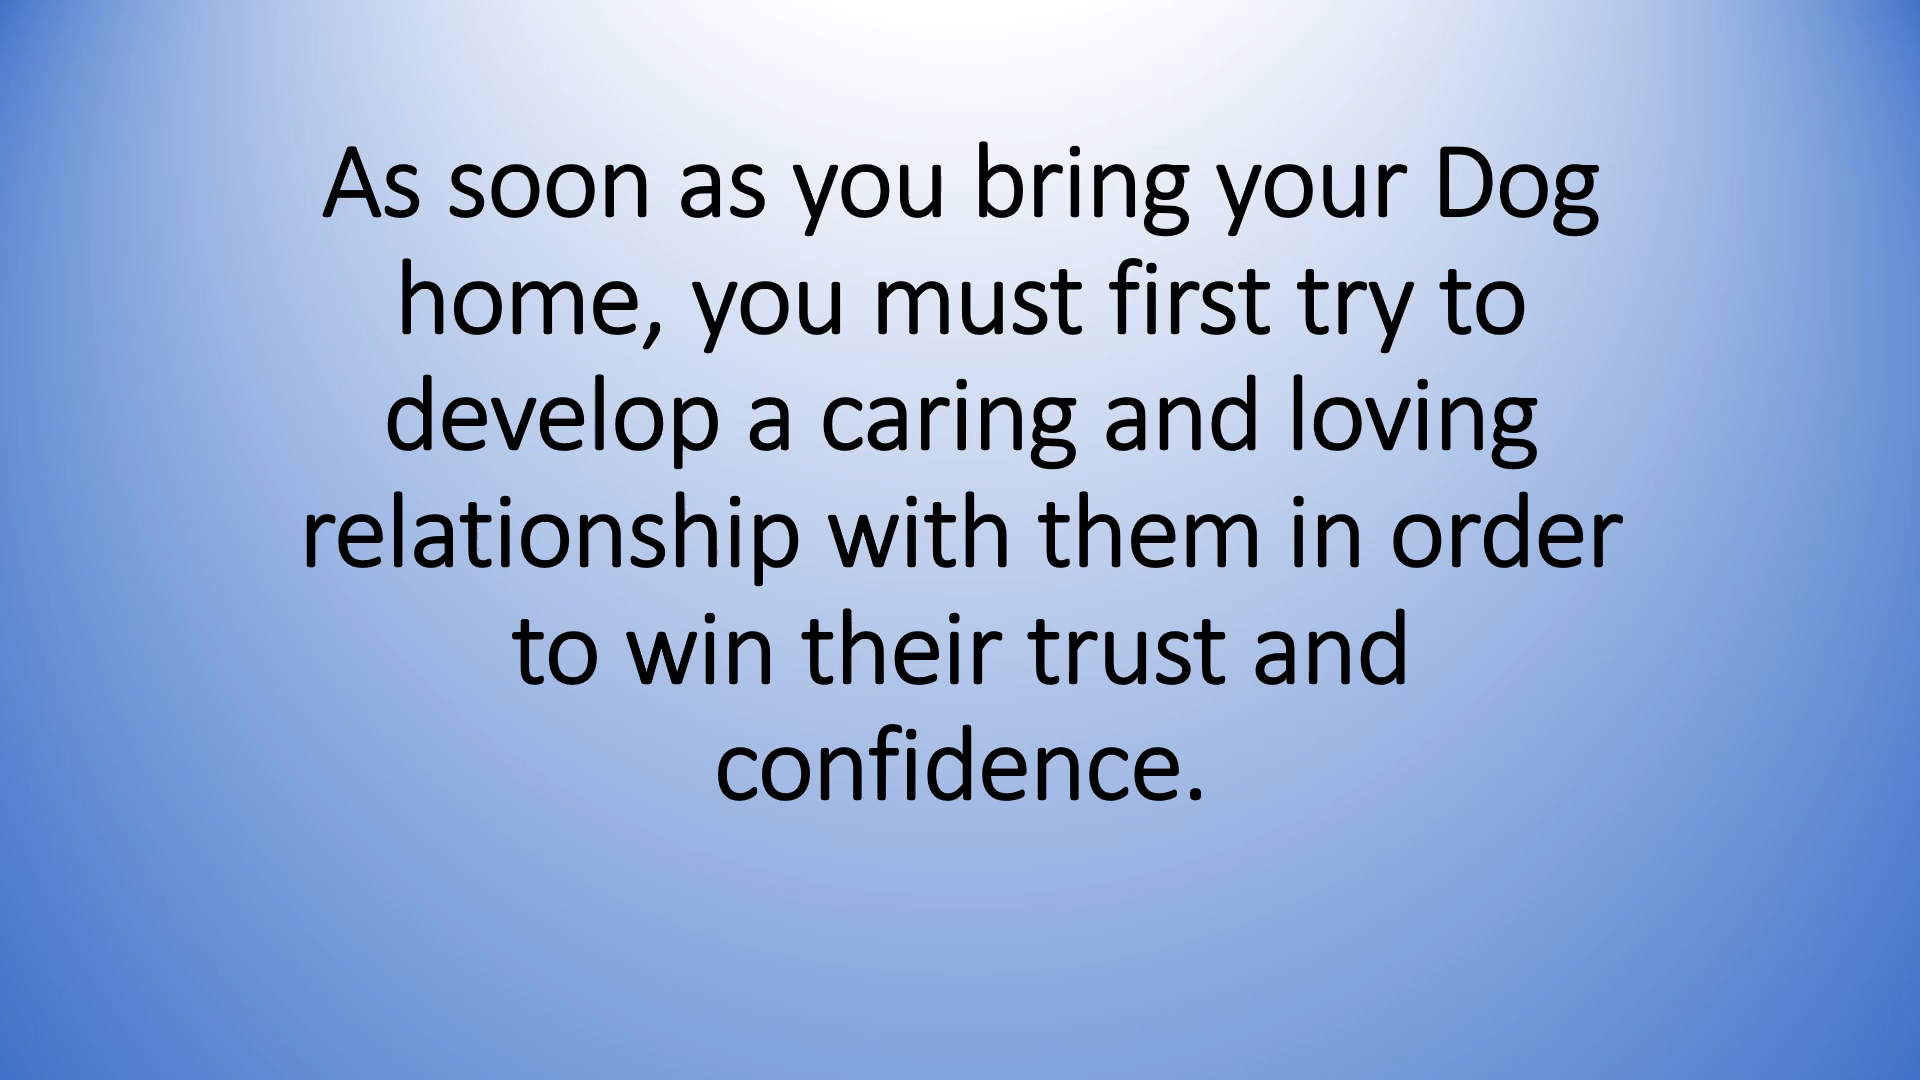 As soon as you bring your Dog
home, you must first try to
develop a caring and loving
relationship with them in order
to win their trust and
confidence.